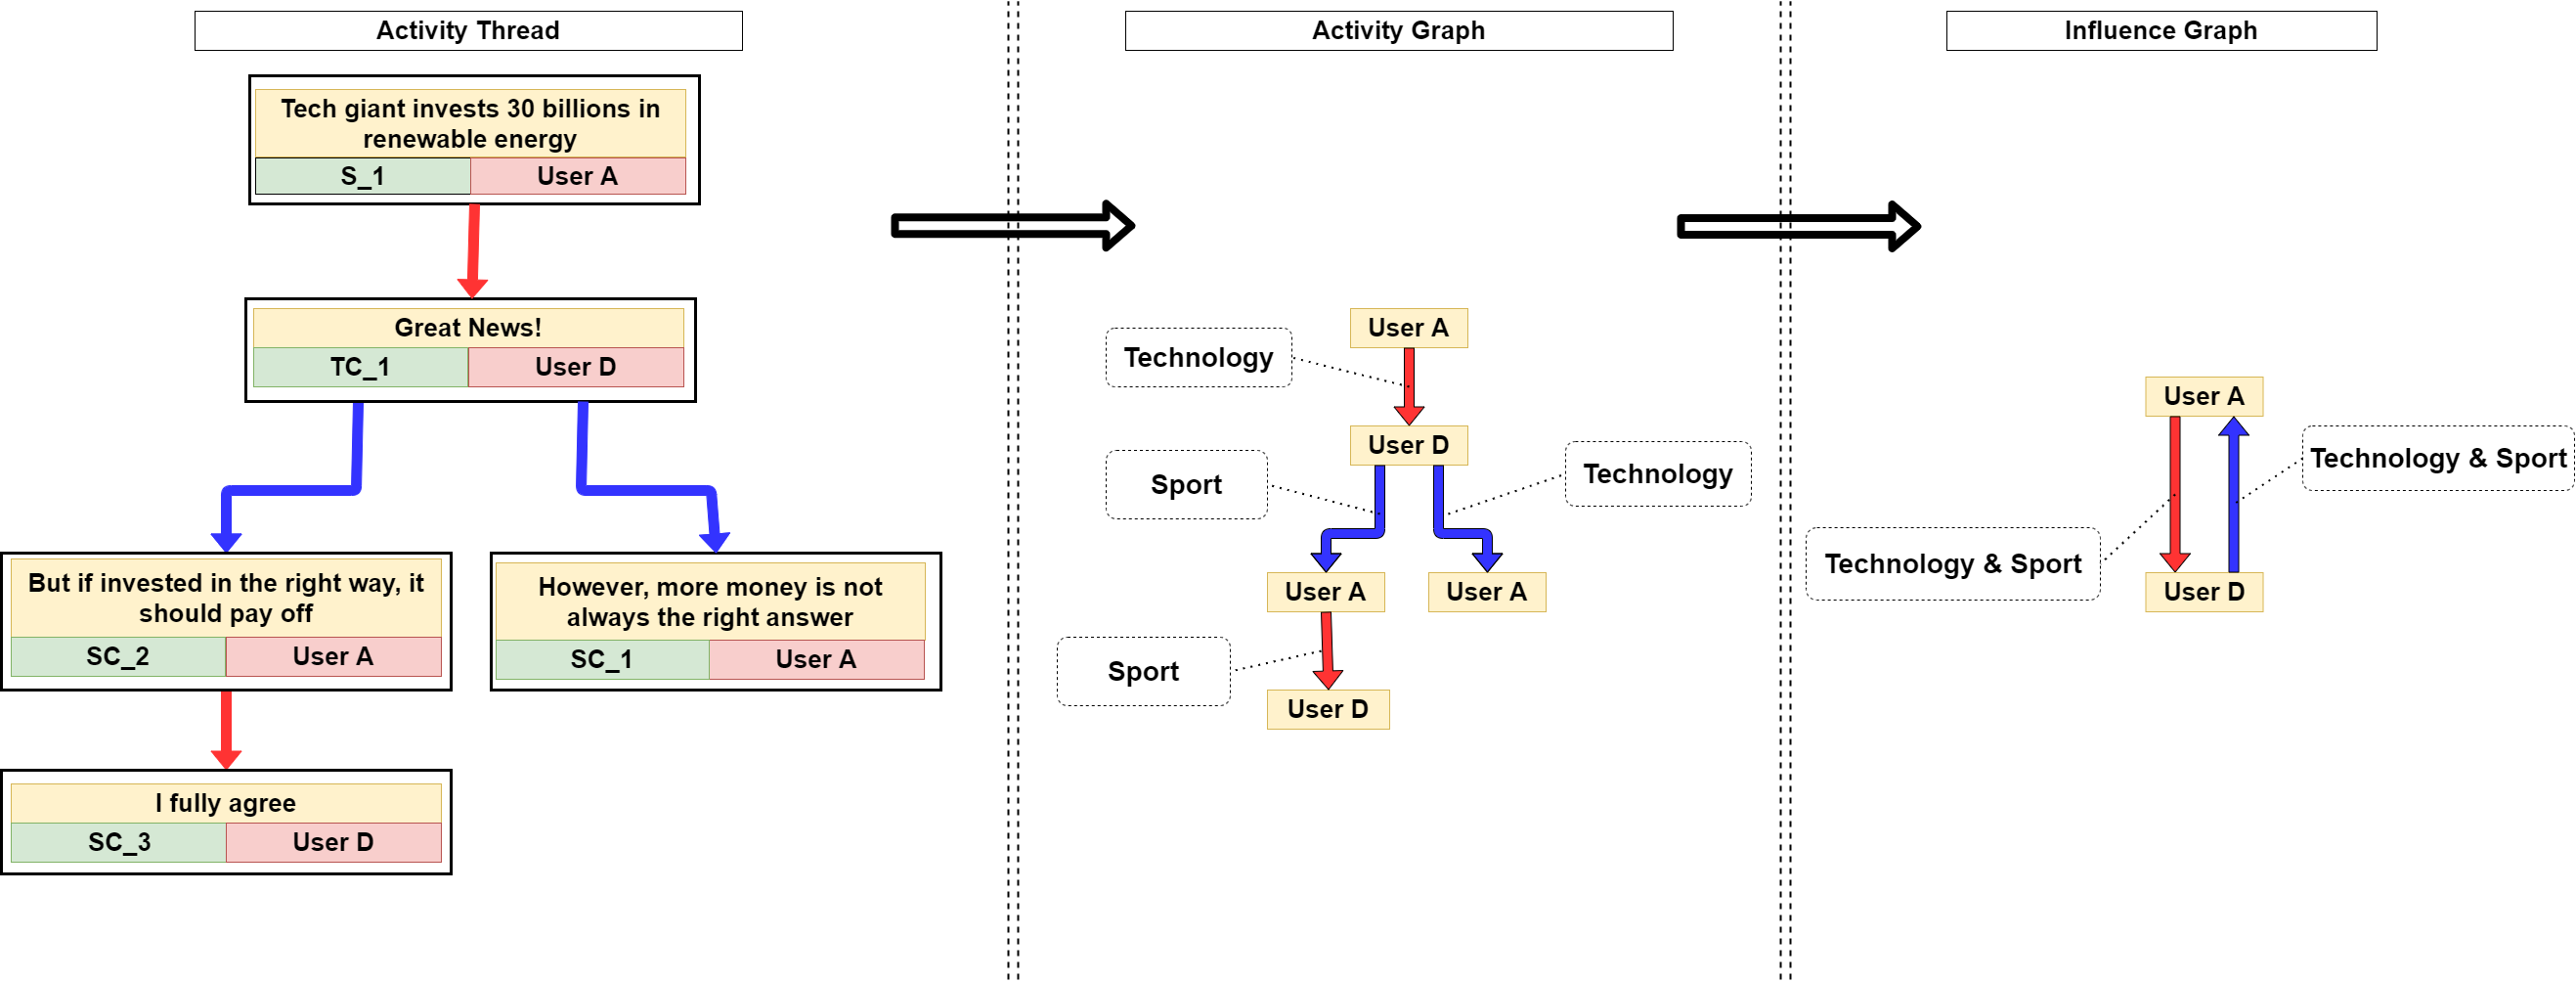 Activity Thread
Tech giant invests 30 billions in
renewable energy
S_1
User A
Great News!
TC_1
User D
But if invested in the right way, it
should pay off
SC_2
User A
However, more money is not
always the right answer
SC_1
User A
I fully agree
SC_3
User D
Activity Graph
User A
Technology
User D
Sport
Technology
User A
User A
Sport
User D
Influence Graph
User A
Technology & Sport
Technology & Sport
User D